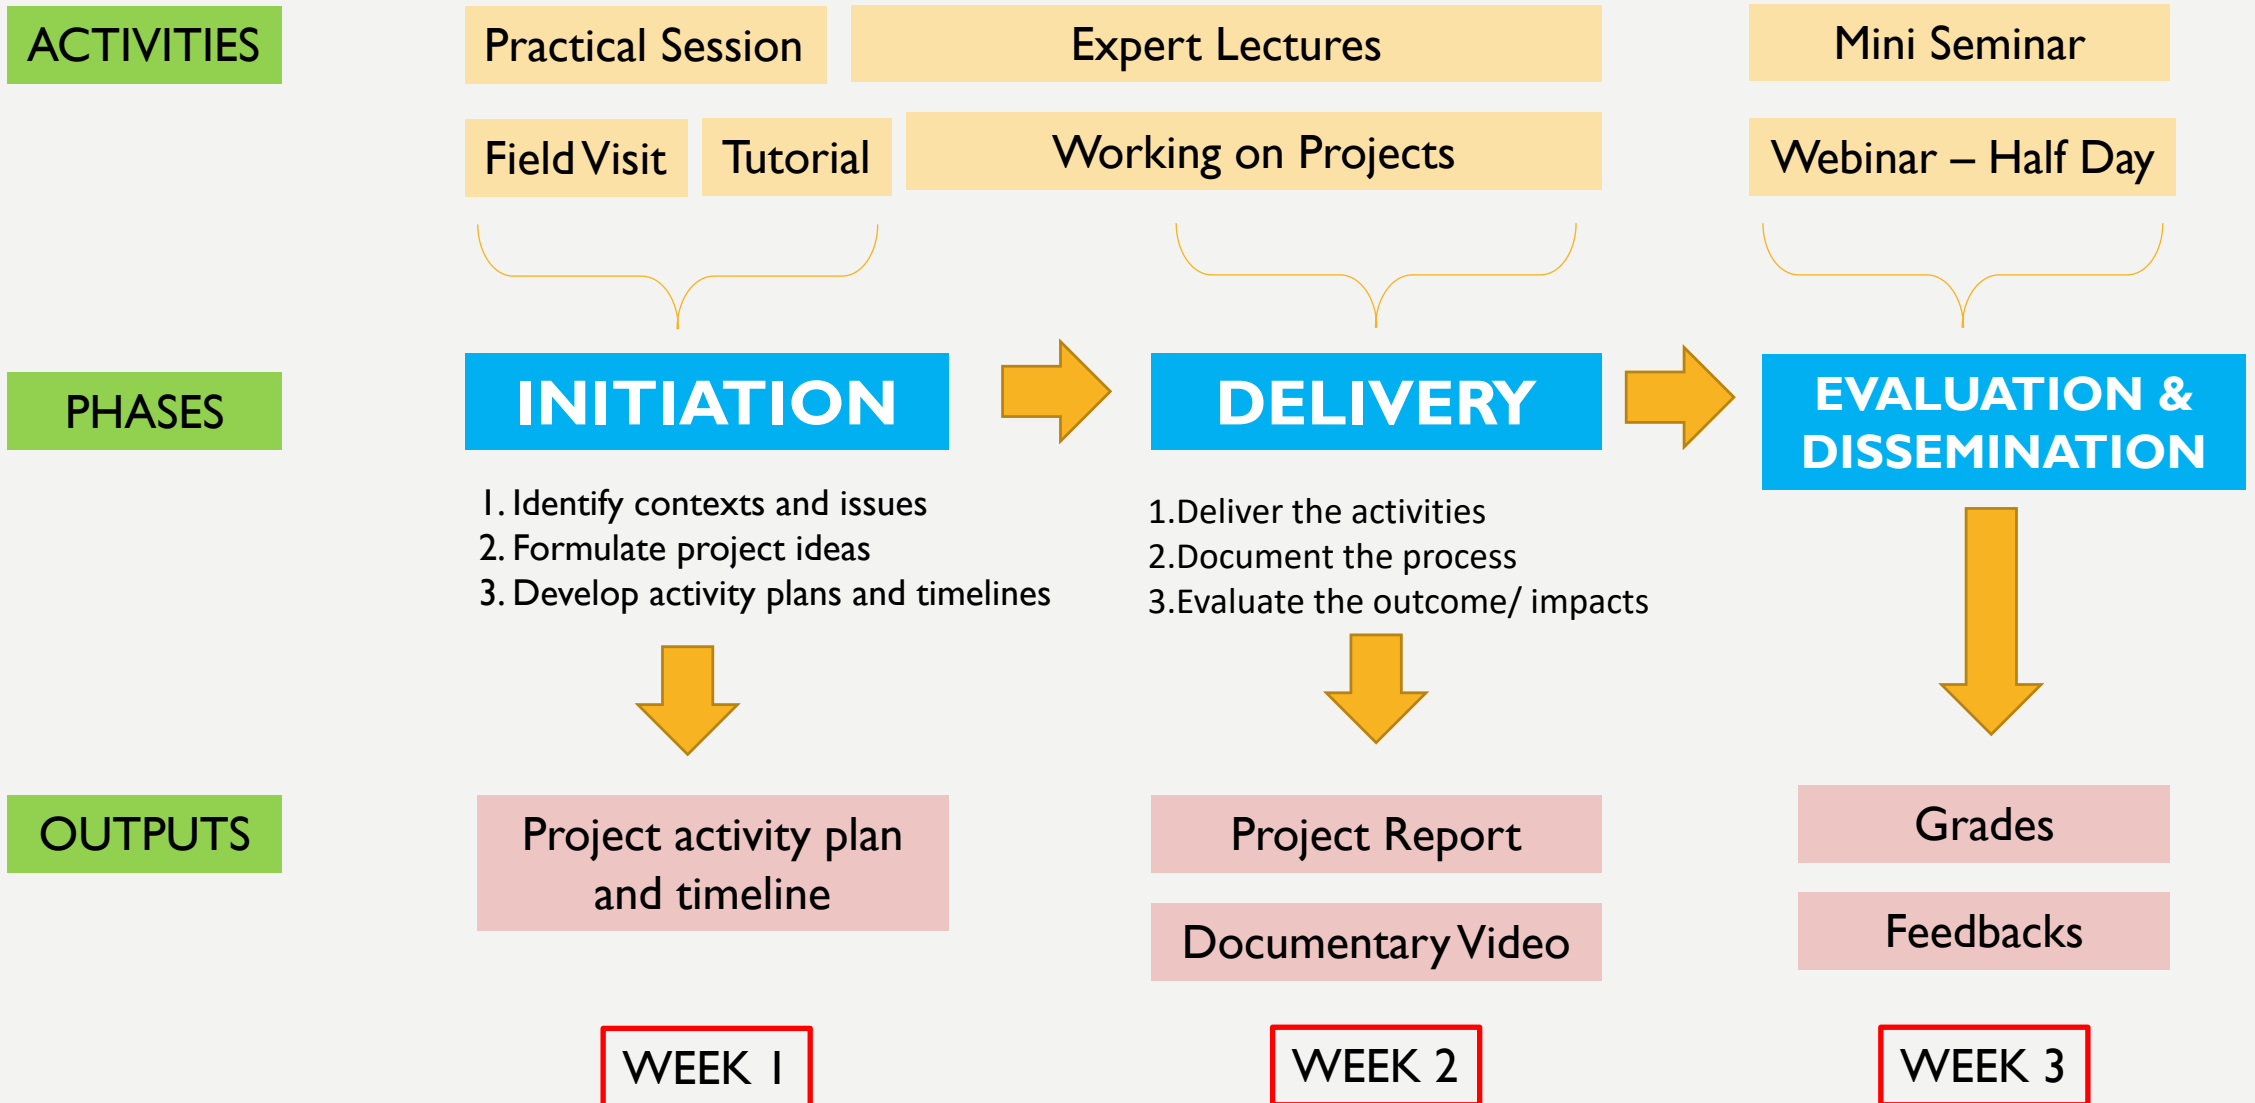 ACTIVITIES
Practical Session
Expert Lectures
Mini Seminar
Field Visit
Tutorial
Working on Projects
Webinar – Half Day
PHASES
INITIATION
DELIVERY
EVALUATION &
DISSEMINATION
1. Identify contexts and issues
2. Formulate project ideas
3. Develop activity plans and timelines
1.Deliver the activities
2.Document the process
3.Evaluate the outcome/ impacts
OUTPUTS
Project activity plan
and timeline
Project Report
Documentary Video
Grades
Feedbacks
WEEK 1
WEEK 2
WEEK 3